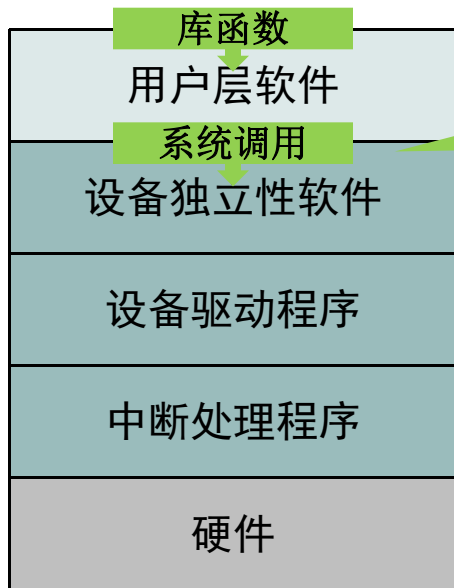 库函数
用户层软件
系统调用
设备独立性软件
设备驱动程序
中断处理程序
硬件